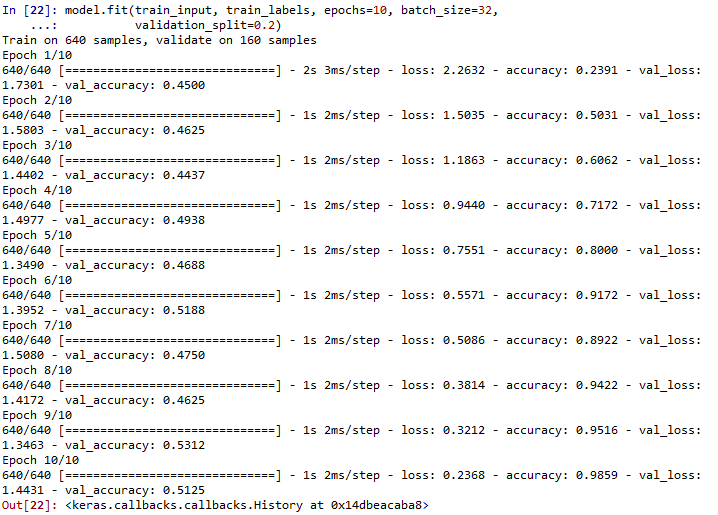 In [22]: model.fit(train_input, train_labels, epochs=10, batch_size=32,
    ...:           validation_split=0.2)
Train on 640 samples, validate on 160 samples
Epoch 1/10
640/640 [==============================] - 2s 3ms/step - loss: 2.2632 - accuracy: 0.2391 - val_loss:
1.7301 - val_accuracy: 0.4500
Epoch 2/10
640/640 [==============================] - 1s 2ms/step - loss: 1.5035 - accuracy: 0.5031 - val_loss:
1.5803 - val_accuracy: 0.4625
Epoch 3/10
640/640 [==============================] - 1s 2ms/step - loss: 1.1863 - accuracy: 0.6062 - val_loss:
1.4402 - val_accuracy: 0.4437
Epoch 4/10
640/640 [==============================] - 1s 2ms/step - loss: 0.9440 - accuracy: 0.7172 - val_loss:
1.4977 - val_accuracy: 0.4938
Epoch 5/10
640/640 [==============================] - 1s 2ms/step - loss: 0.7551 - accuracy: 0.8000 - val_loss:
1.3490 - val_accuracy: 0.4688
Epoch 6/10
640/640 [==============================] - 1s 2ms/step - loss: 0.5571 - accuracy: 0.9172 - val_loss:
1.3952 - val_accuracy: 0.5188
Epoch 7/10
640/640 [==============================] - 1s 2ms/step - loss: 0.5086 - accuracy: 0.8922 - val_loss:
1.5080 - val_accuracy: 0.4750
Epoch 8/10
640/640 [==============================] - 1s 2ms/step - loss: 0.3814 - accuracy: 0.9422 - val_loss:
1.4172 - val_accuracy: 0.4625
Epoch 9/10
640/640 [==============================] - 1s 2ms/step - loss: 0.3212 - accuracy: 0.9516 - val_loss:
1.3463 - val_accuracy: 0.5312
Epoch 10/10
640/640 [==============================] - 1s 2ms/step - loss: 0.2368 - accuracy: 0.9859 - val_loss:
1.4431 - val_accuracy: 0.5125
Out[22]: <keras.callbacks.callbacks.History at 0x14dbeacaba8>